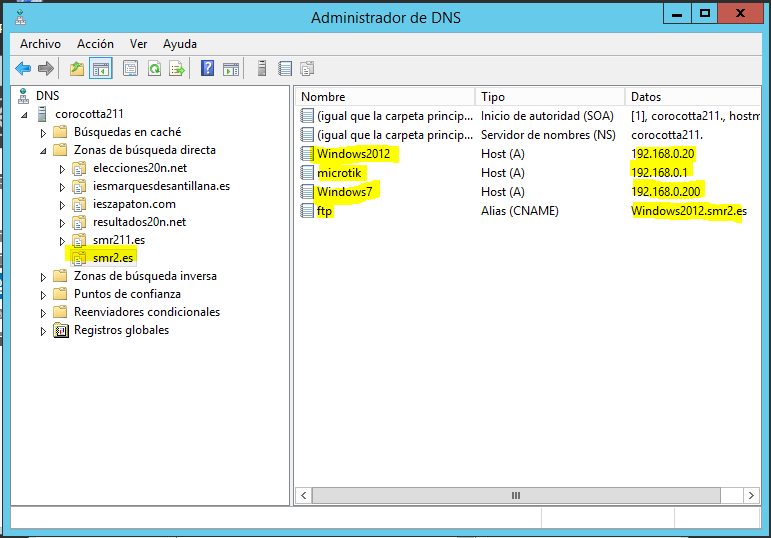 Administrador de DNS
Archivo Acción Ver Ayuda
DNS
corocotta211
Búsquedas en caché
Zonas de búsqueda directa
elecciones20n.net
iesmarquesdesantillana.es
ieszapaton.com
resultados20n.net
smr211.es
smr2.es
Zonas de búsqueda inversa
Puntos de confianza
Reenviadores condicionales
Registros globales
Nombre Tipo Datos
(igual que la carpeta princip... Inicio de autoridad (SOA) [1], corocotta211., hostm
(igual que la carpeta princip... Servidor de nombres (NS) corocotta211.
Windows2012 Host (A) 192.168.0.20
microtik Host (A) 192.168.0.1
Windows7 Host (A) 192.168.0.200
ftp Alias (CNAME) Windows2012.smr2.es